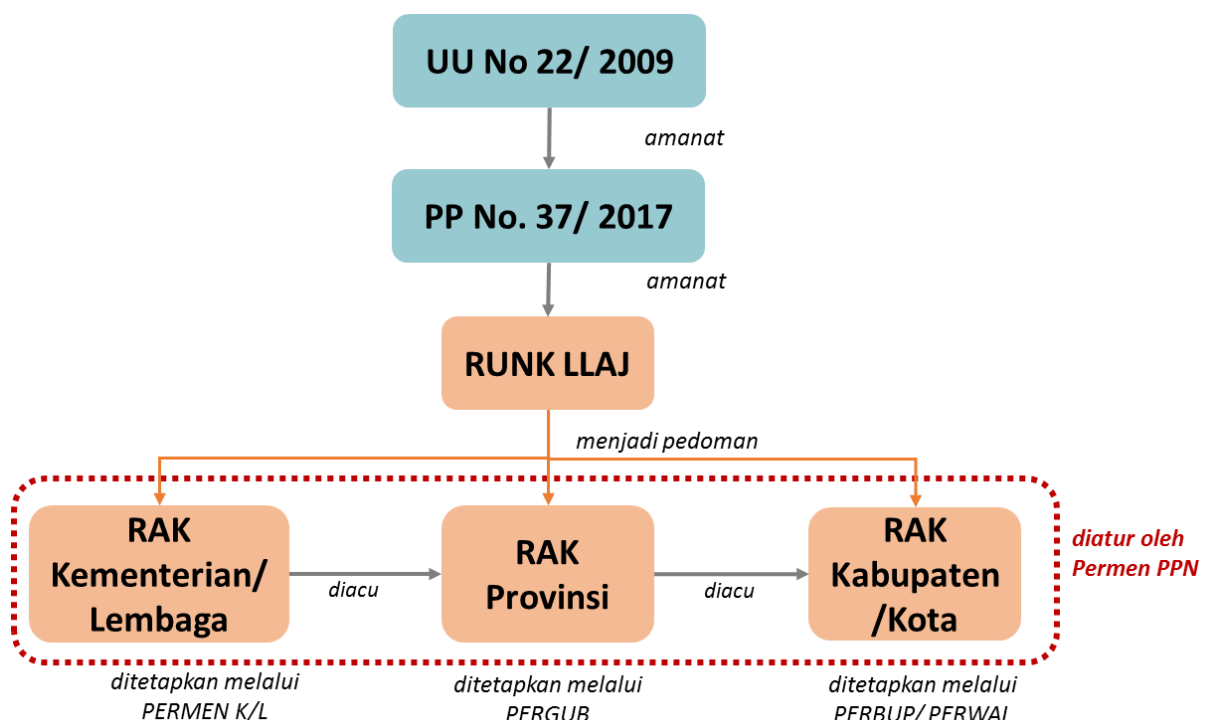 UU No 22/ 2009
amanat
PP No. 37/ 2017
amanat
RUNK LLAJ
menjadi pedoman
RAK
Kementerian/
Lembaga
diacu
RAK
Provinsi
diacu
RAK
Kabupaten
/Kota
diatur oleh
Permen PPN
ditetapkan melalui
PERMEN K/L
ditetapkan melalui
PERGUB
ditetapkan melalui
PERBUP/ PERWAL